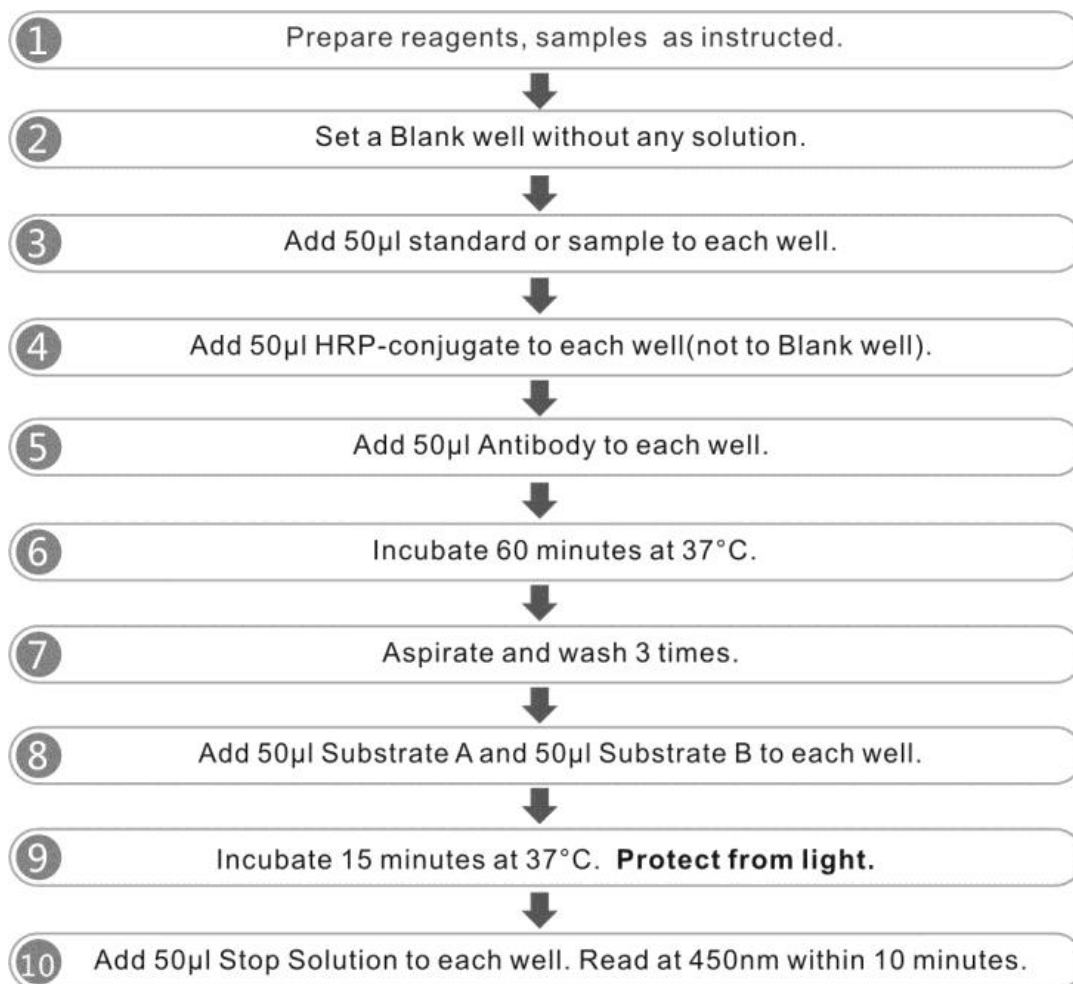 1 Prepare reagents, samples as instructed.
2 Set a Blank well without any solution.
3 Add 50µl standard or sample to each well.
4 Add 50µl HRP-conjugate to each well(not to Blank well).
5 Add 50µl Antibody to each well.
6 Incubate 60 minutes at 37°C.
7 Aspirate and wash 3 times.
8 Add 50µl Substrate A and 50µl Substrate B to each well.
9 Incubate 15 minutes at 37°C. Protect from light.
10 Add 50µl Stop Solution to each well. Read at 450nm within 10 minutes.